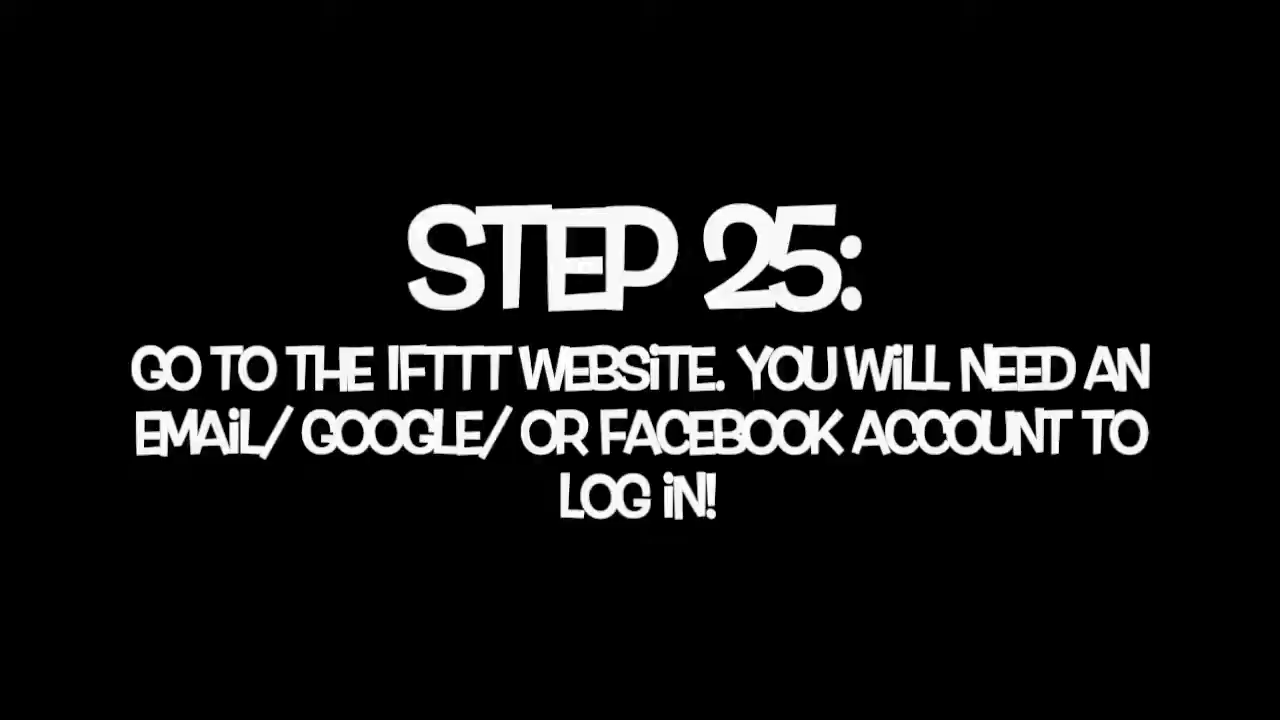 STEP 25:
GO TO THE IFTTT WEBSiTE. YOU WiLL NEED AN
EMAiL/ GOOGLE/ OR FACEBOOK ACCOUNT TO
LOG iN!